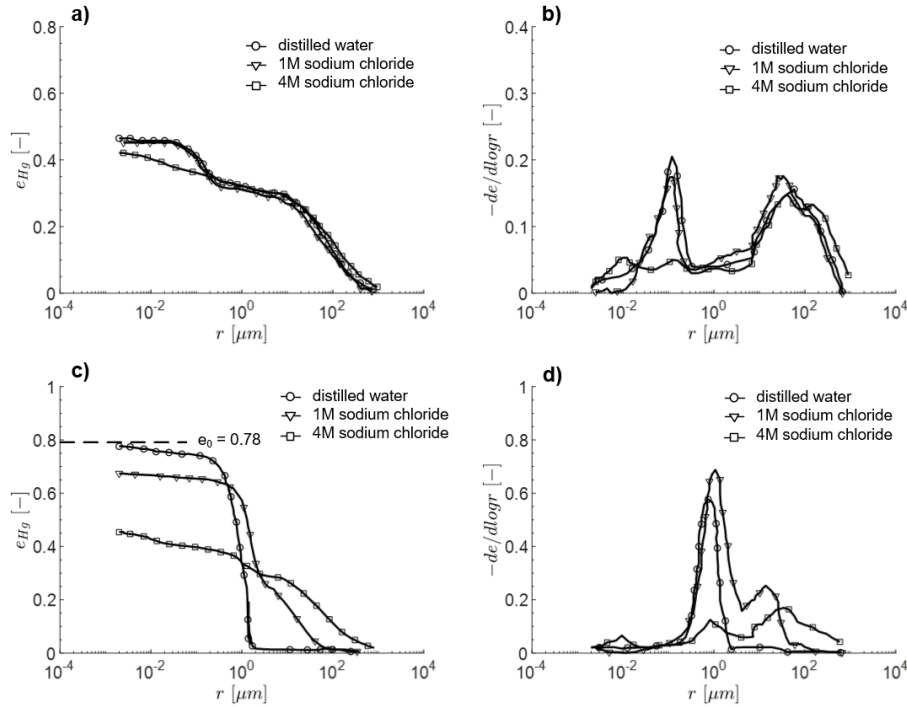 a)
0.8
0.6
0.4
0.2
0
e_Hg [−]
distilled water
1M sodium chloride
4M sodium chloride
10^-4 10^-2 10^0 10^2 10^4
r [μm]
b)
0.4
0.3
0.2
0.1
0
−de/dlogr [−]
distilled water
1M sodium chloride
4M sodium chloride
10^-4 10^-2 10^0 10^2 10^4
r [μm]
c)
1
0.8
0.6
0.4
0.2
0
e_Hg [−]
distilled water
1M sodium chloride
4M sodium chloride
e_0 = 0.78
10^-4 10^-2 10^0 10^2 10^4
r [μm]
d)
1
0.8
0.6
0.4
0.2
0
−de/dlogr [−]
distilled water
1M sodium chloride
4M sodium chloride
10^-4 10^-2 10^0 10^2 10^4
r [μm]